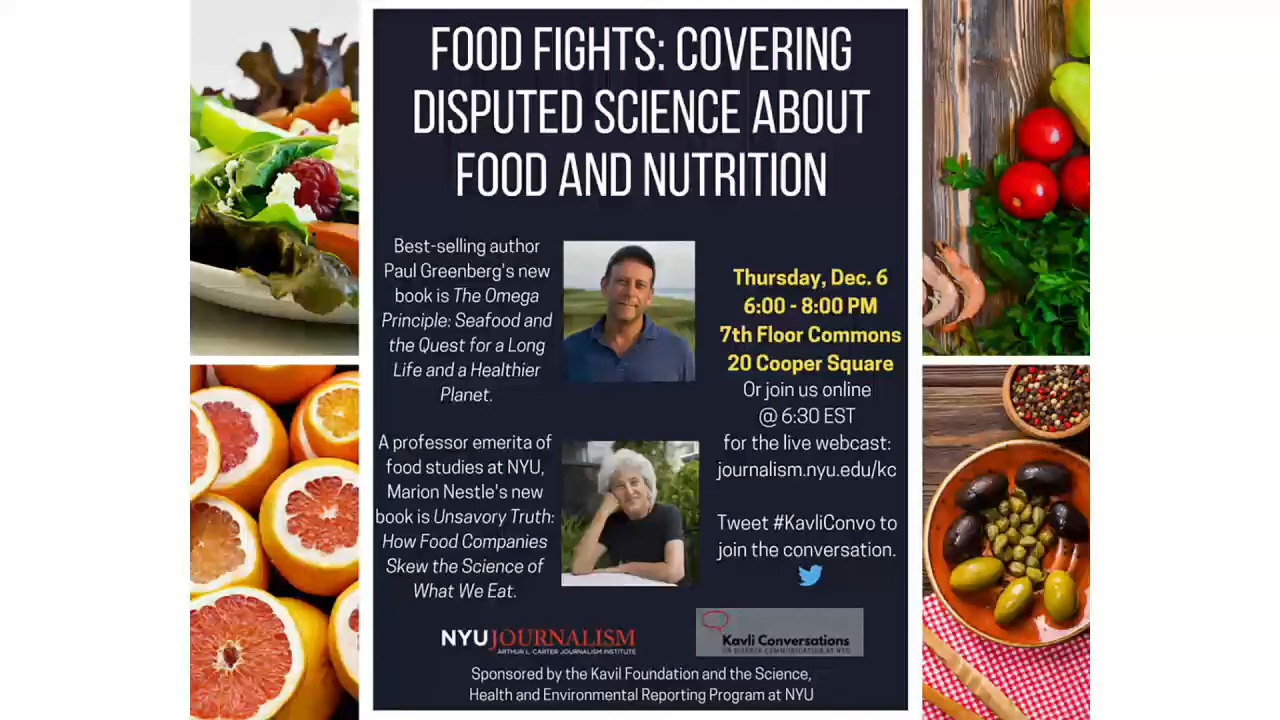 FOOD FIGHTS: COVERING
DISPUTED SCIENCE ABOUT
FOOD AND NUTRITION
Best-selling author
Paul Greenberg's new
book is The Omega
Principle: Seafood and
the Quest for a Long
Life and a Healthier
Planet.
A professor emerita of
food studies at NYU,
Marion Nestle's new
book is Unsavory Truth:
How Food Companies
Skew the Science of
What We Eat.
Thursday, Dec. 6
6:00 - 8:00 PM
7th Floor Commons
20 Cooper Square
Or join us online
@ 6:30 EST
for the live webcast:
journalism.nyu.edu/kc
Tweet #KavliConvo to
join the conversation.
NYU JOURNALISM
ARTHUR L. CARTER JOURNALISM INSTITUTE
Kavli Conversations
ON SCIENCE COMMUNICATION AT NYU
Sponsored by the Kavil Foundation and the Science,
Health and Environmental Reporting Program at NYU